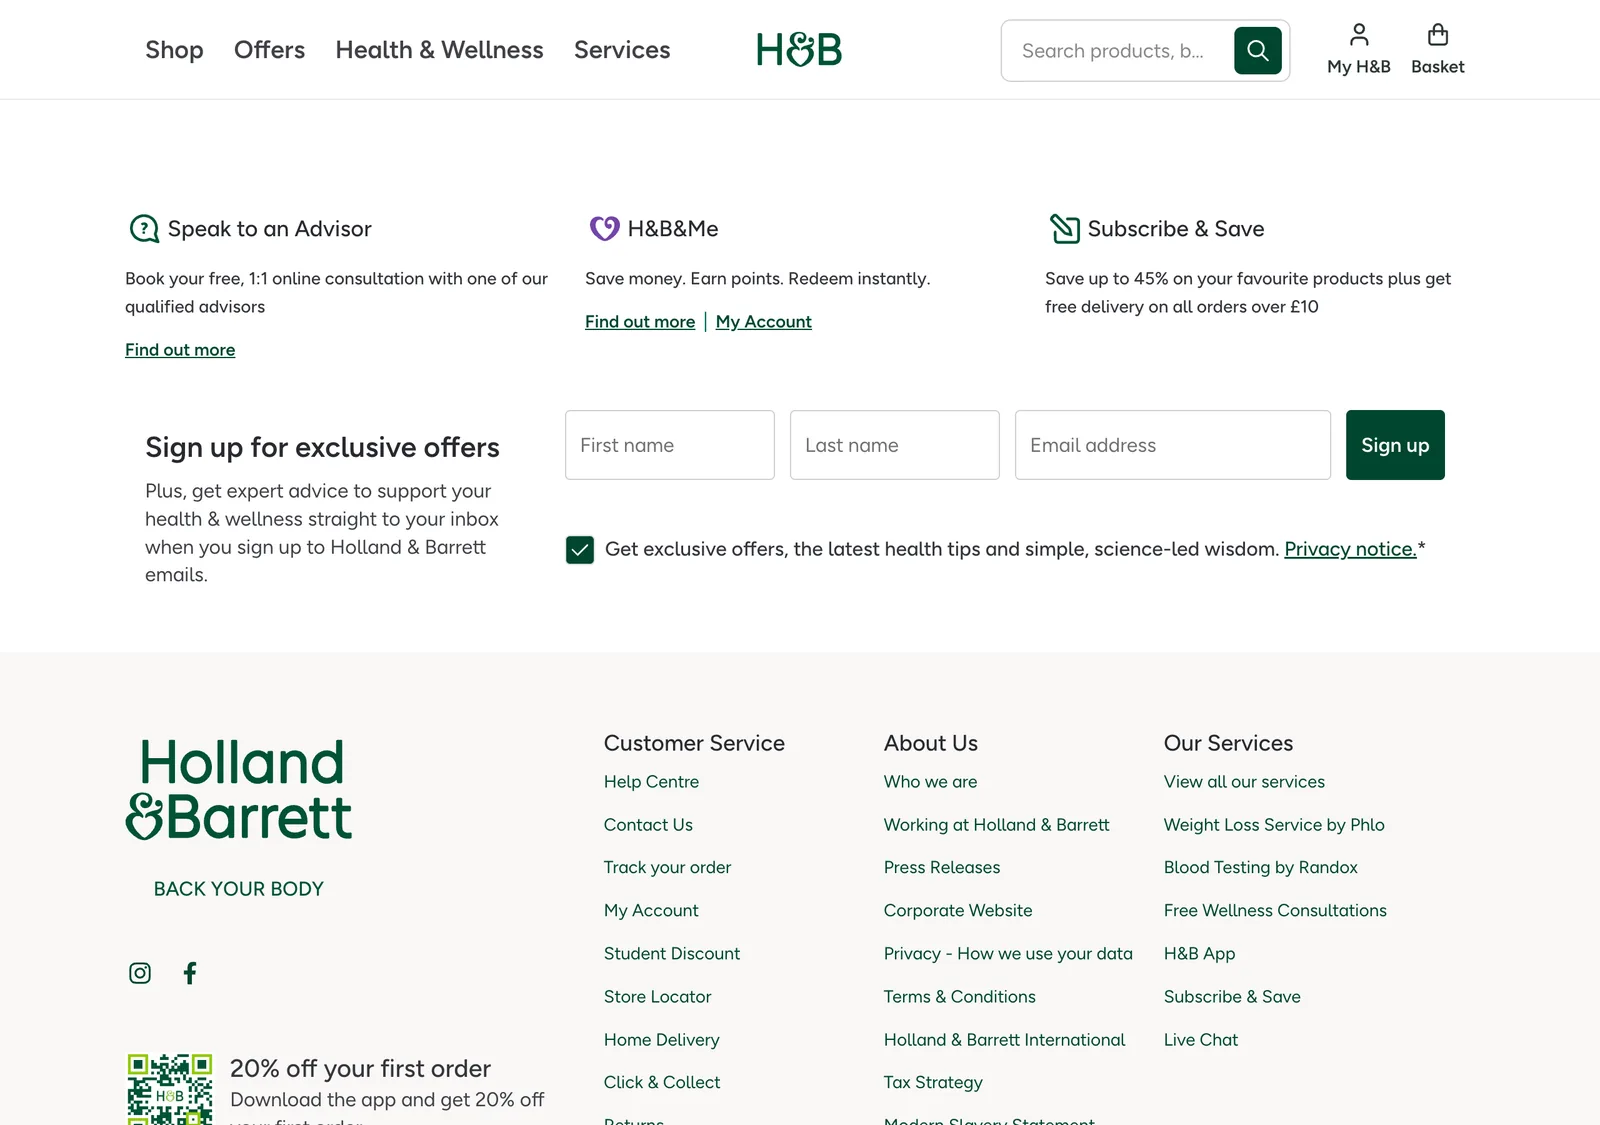 Shop Offers Health & Wellness Services
H&B
Search products, b...
My H&B
Basket
Speak to an Advisor
Book your free, 1:1 online consultation with one of our
qualified advisors
Find out more
H&B&Me
Save money. Earn points. Redeem instantly.
Find out more | My Account
Subscribe & Save
Save up to 45% on your favourite products plus get
free delivery on all orders over £10
Sign up for exclusive offers
Plus, get expert advice to support your
health & wellness straight to your inbox
when you sign up to Holland & Barrett
emails.
First name
Last name
Email address
Sign up
Get exclusive offers, the latest health tips and simple, science-led wisdom. Privacy notice.*
Holland
&Barrett
BACK YOUR BODY
H&B
20% off your first order
Download the app and get 20% off
your first order
Customer Service
Help Centre
Contact Us
Track your order
My Account
Student Discount
Store Locator
Home Delivery
Click & Collect
Returns
About Us
Who we are
Working at Holland & Barrett
Press Releases
Corporate Website
Privacy - How we use your data
Terms & Conditions
Holland & Barrett International
Tax Strategy
Modern Slavery Statement
Our Services
View all our services
Weight Loss Service by Phlo
Blood Testing by Randox
Free Wellness Consultations
H&B App
Subscribe & Save
Live Chat